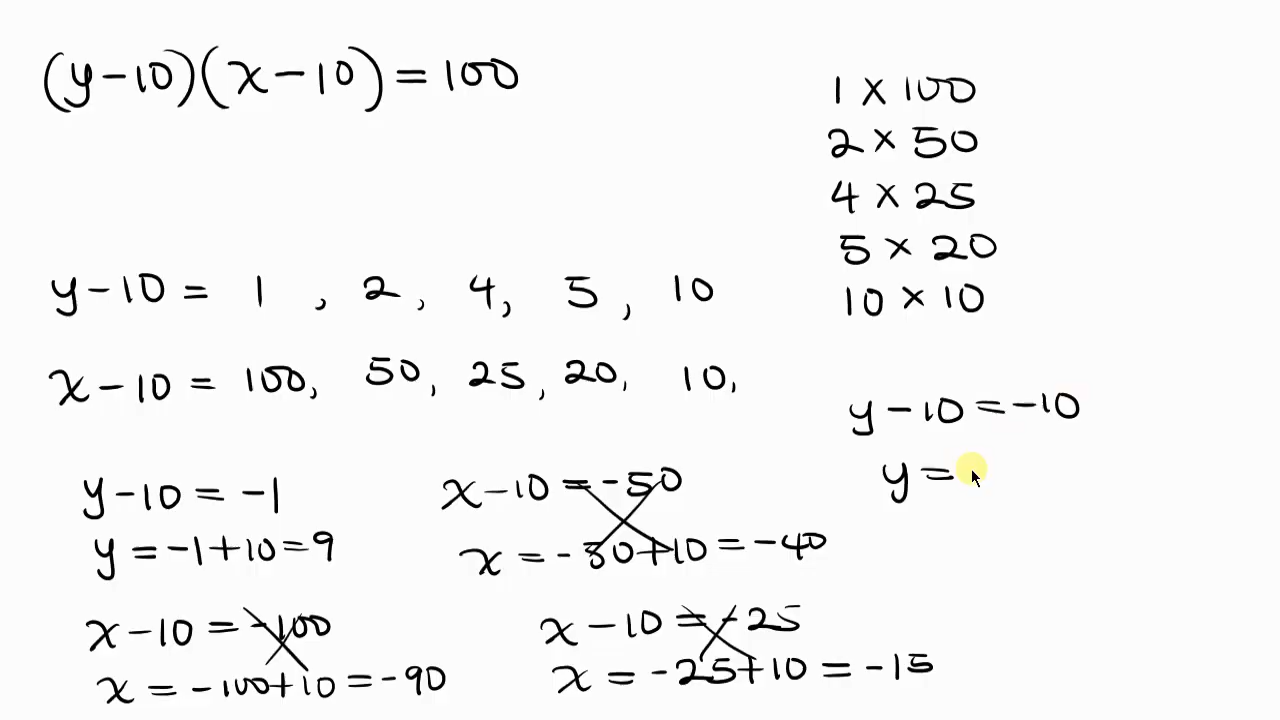 (y-10)(x-10)=100
1 x 100
2 x 50
4 x 25
5 x 20
10 x 10
y-10 = 1 , 2 , 4, 5 , 10
x-10 = 100, 50, 25, 20, 10,
y-10=-10
y=
y-10 = -1
y = -1+10=9
x-10 = -50
x = -50+10 = -40
x-10 = -100
x = -100+10 = -90
x-10 = -25
x = -25+10 = -15